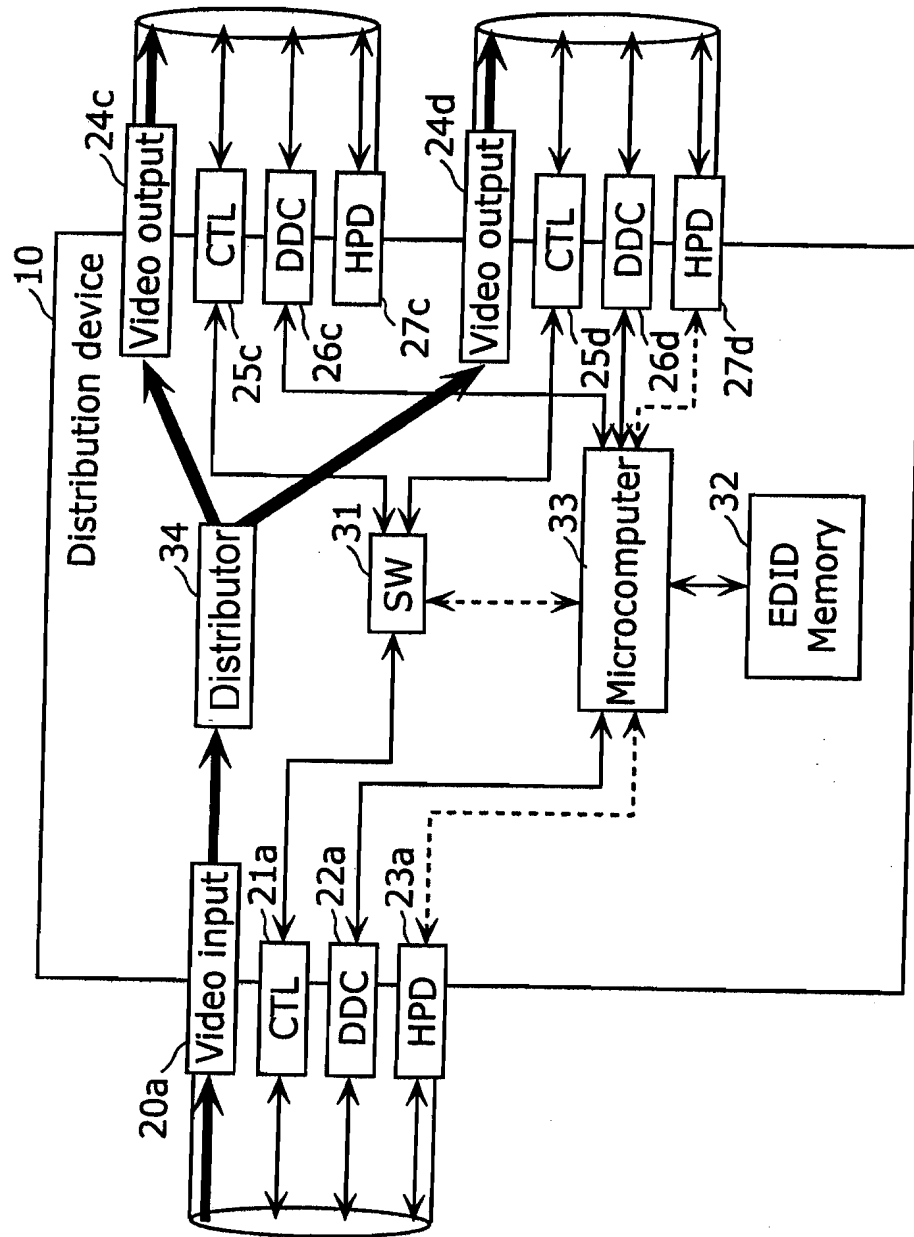 10
Distribution device
20a
Video input
21a
CTL
22a
DDC
23a
HPD
34
Distributor
31
SW
33
Microcomputer
32
EDID
Memory
24c
Video output
CTL
25c
DDC
26c
HPD
27c
24d
Video output
CTL
25d
DDC
26d
HPD
27d